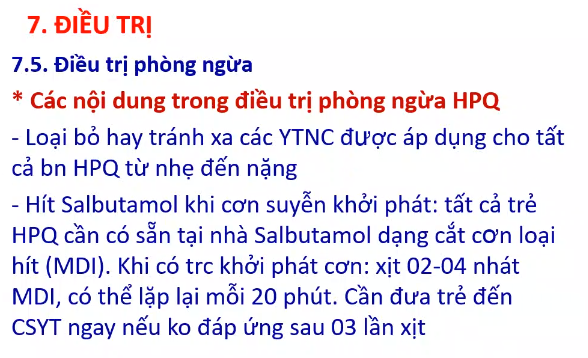 7. ĐIỀU TRỊ
7.5. Điều trị phòng ngừa
* Các nội dung trong điều trị phòng ngừa HPQ
- Loại bỏ hay tránh xa các YTNC được áp dụng cho tất
cả bn HPQ từ nhẹ đến nặng
- Hít Salbutamol khi cơn suyễn khởi phát: tất cả trẻ
HPQ cần có sẵn tại nhà Salbutamol dạng cắt cơn loại
hít (MDI). Khi có trc khởi phát cơn: xịt 02-04 nhát
MDI, có thể lặp lại mỗi 20 phút. Cần đưa trẻ đến
CSYT ngay nếu ko đáp ứng sau 03 lần xịt